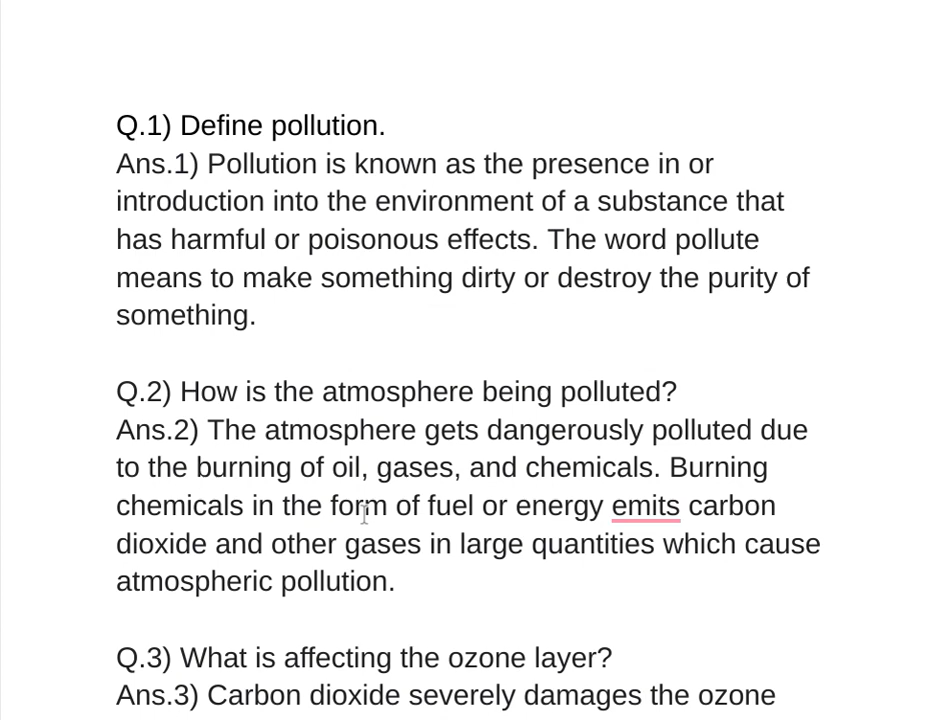 Q.1) Define pollution.
Ans.1) Pollution is known as the presence in or
introduction into the environment of a substance that
has harmful or poisonous effects. The word pollute
means to make something dirty or destroy the purity of
something.
Q.2) How is the atmosphere being polluted?
Ans.2) The atmosphere gets dangerously polluted due
to the burning of oil, gases, and chemicals. Burning
chemicals in the form of fuel or energy emits carbon
dioxide and other gases in large quantities which cause
atmospheric pollution.
Q.3) What is affecting the ozone layer?
Ans.3) Carbon dioxide severely damages the ozone